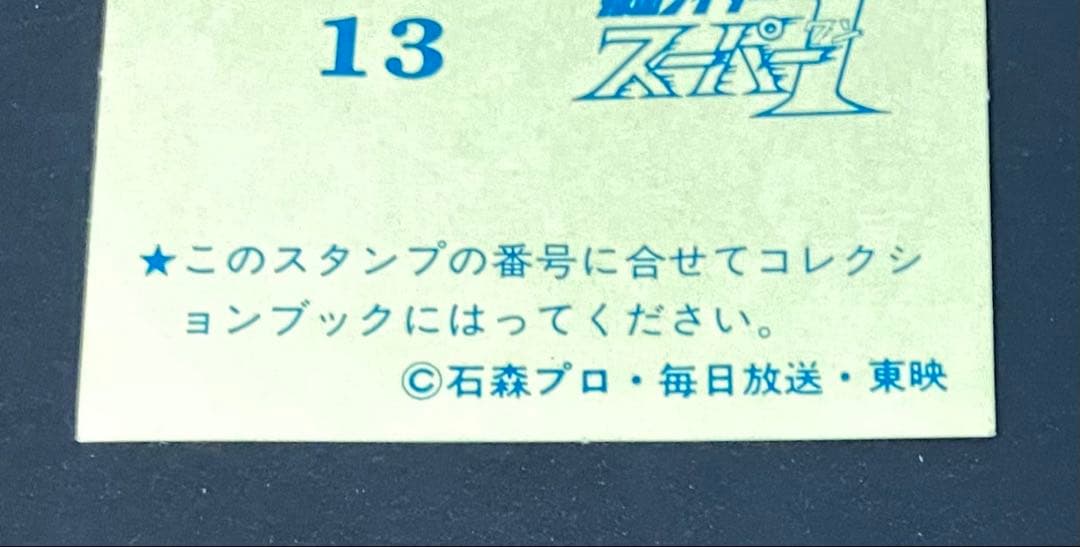 13
スーパー1
★このスタンプの番号に合せてコレクシ
ョンブックにはってください。
©石森プロ・毎日放送・東映